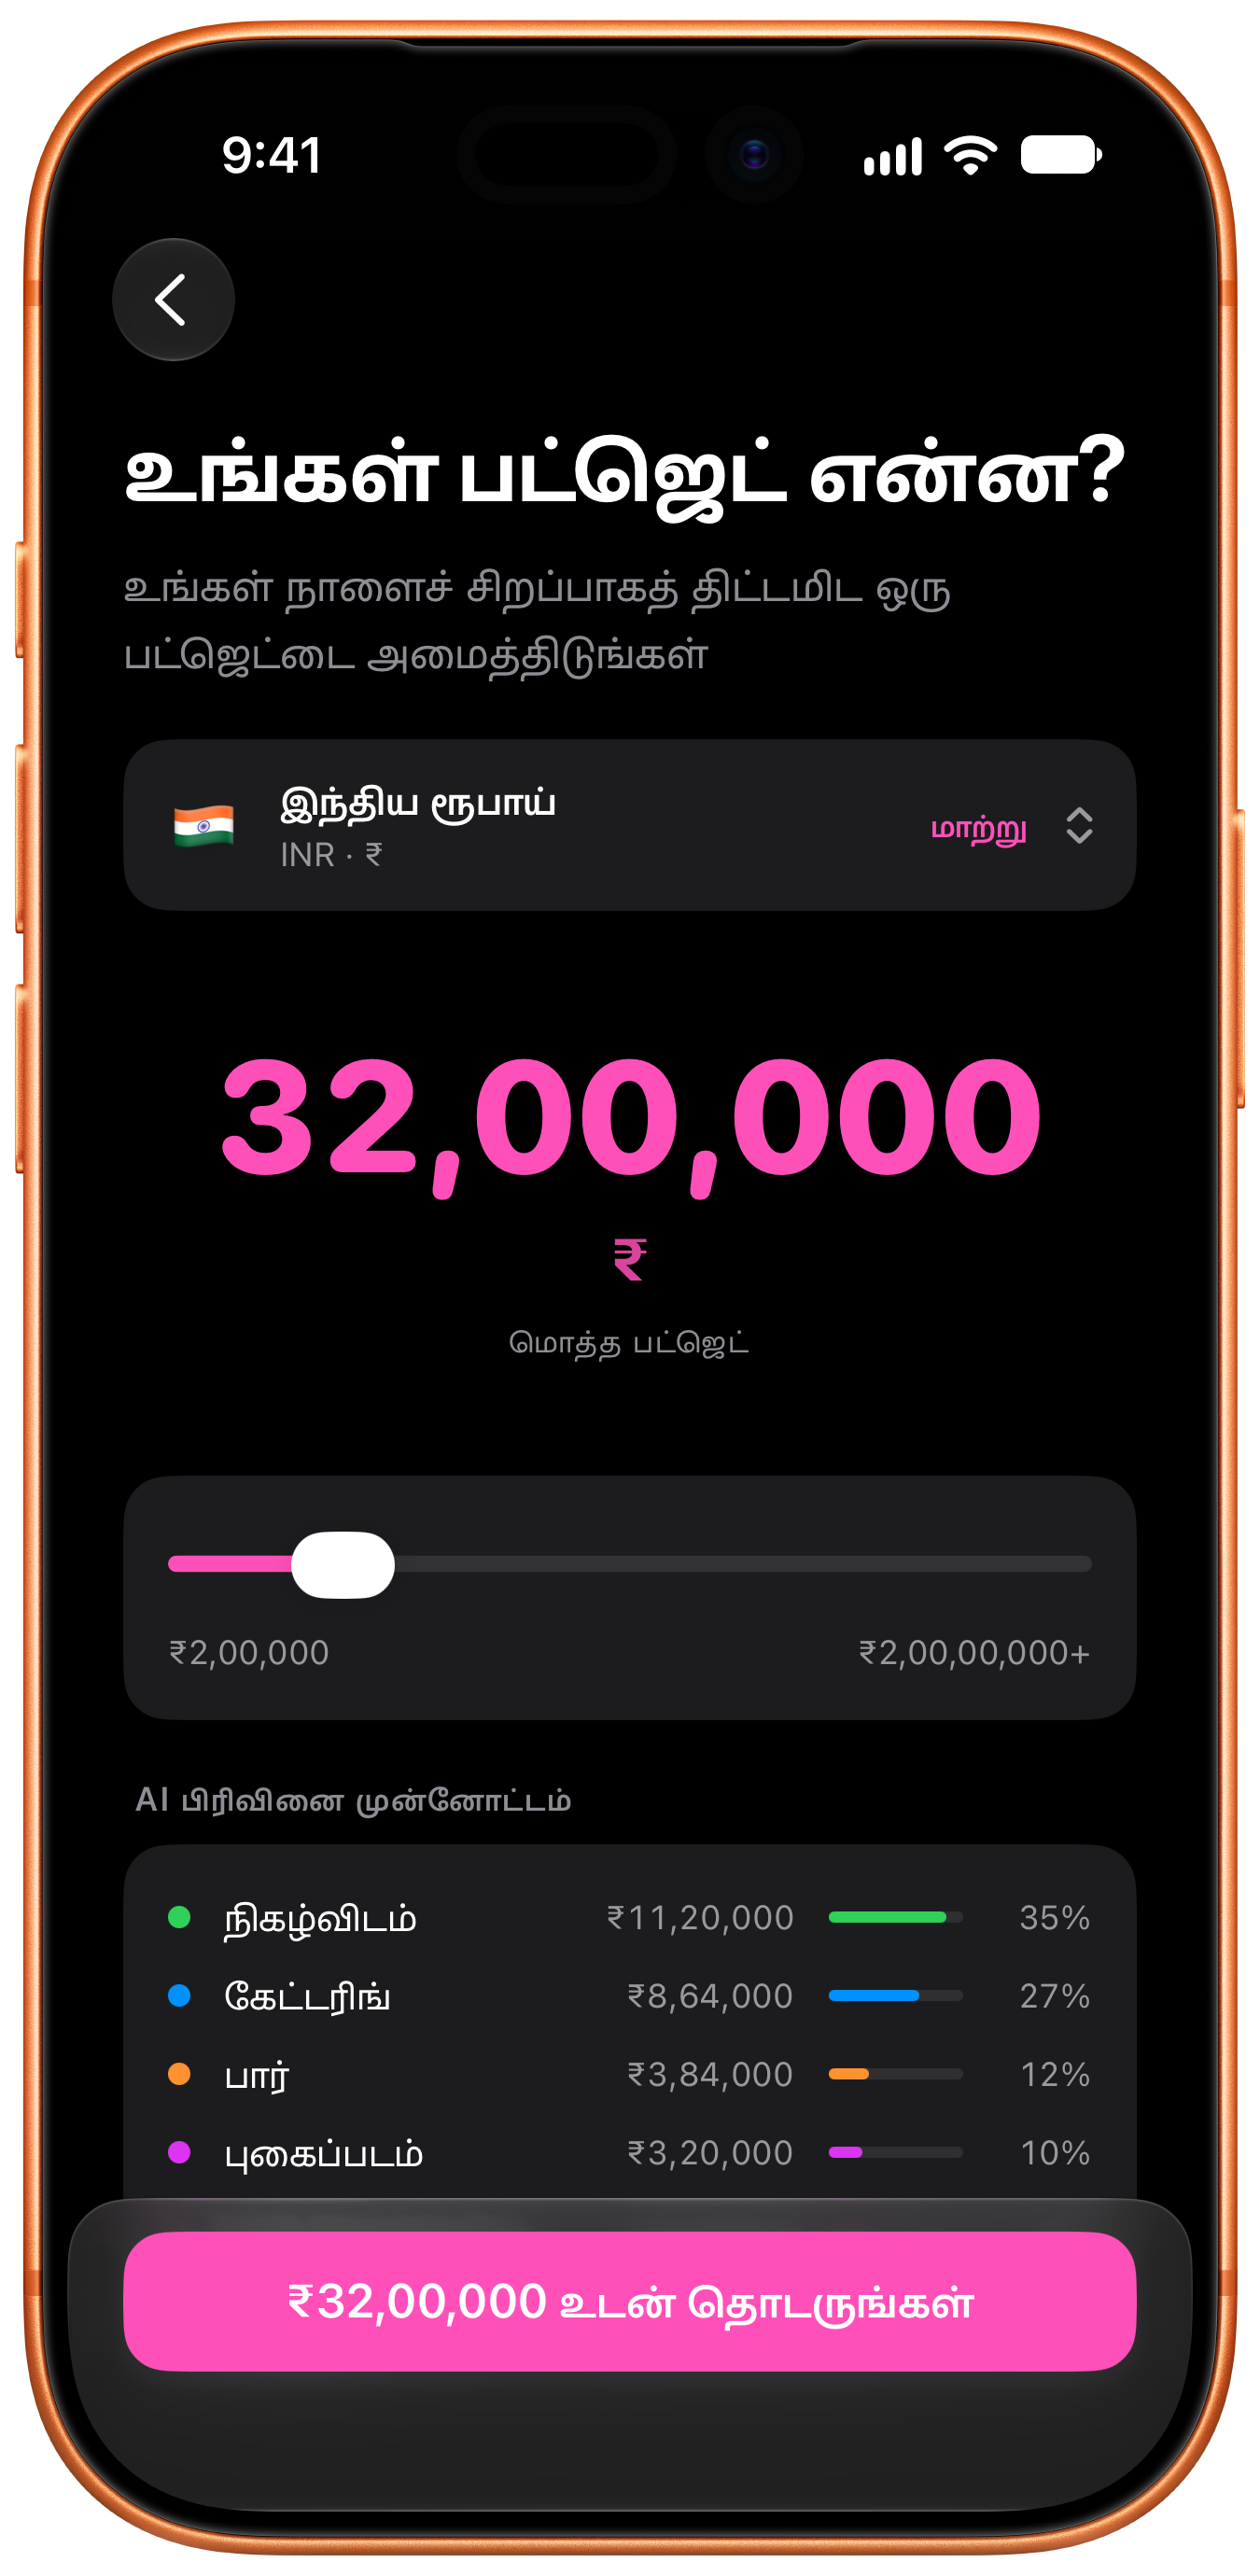 9:41
உங்கள் பட்ஜெட் என்ன?
உங்கள் நாளைச் சிறப்பாகத் திட்டமிட ஒரு
பட்ஜெட்டை அமைத்திடுங்கள்
இந்திய ரூபாய்
INR · ₹
மாற்று
32,00,000
₹
மொத்த பட்ஜெட்
₹2,00,000
₹2,00,00,000+
AI பிரிவினை முன்னோட்டம்
நிகழ்விடம் ₹11,20,000 35%
கேட்டரிங் ₹8,64,000 27%
பார் ₹3,84,000 12%
புகைப்படம் ₹3,20,000 10%
₹32,00,000 உடன் தொடருங்கள்